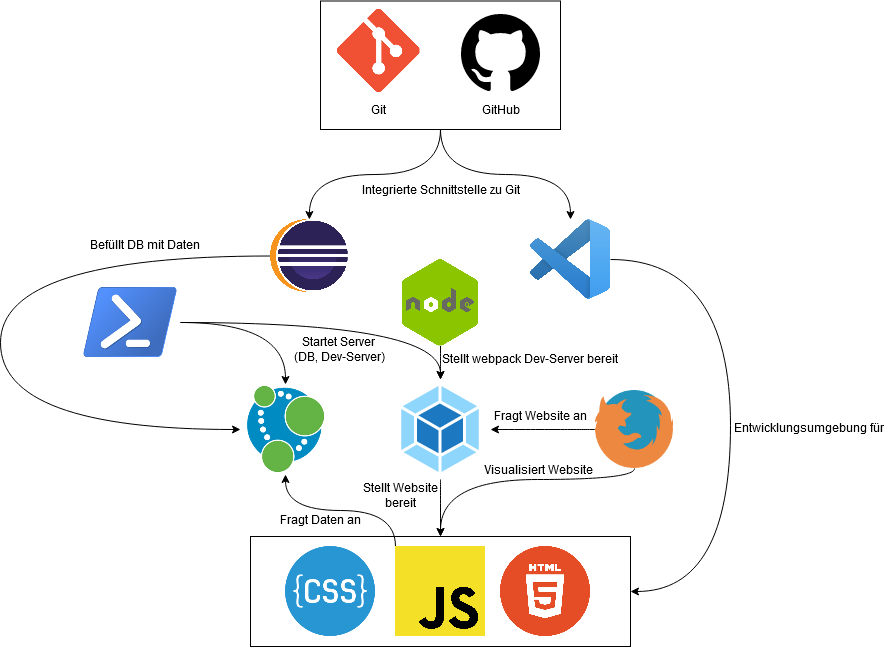 Git
GitHub
Integrierte Schnittstelle zu Git
Befüllt DB mit Daten
node
Startet Server
(DB, Dev-Server)
Stellt webpack Dev-Server bereit
Fragt Website an
Entwicklungsumgebung für
Visualisiert Website
Stellt Website
bereit
Fragt Daten an
{CSS}
JS
HTML
5